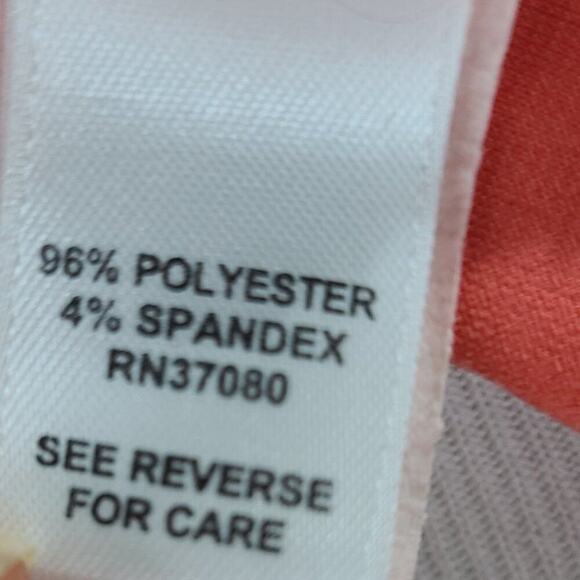 96% POLYESTER
4% SPANDEX
RN37080
SEE REVERSE
FOR CARE